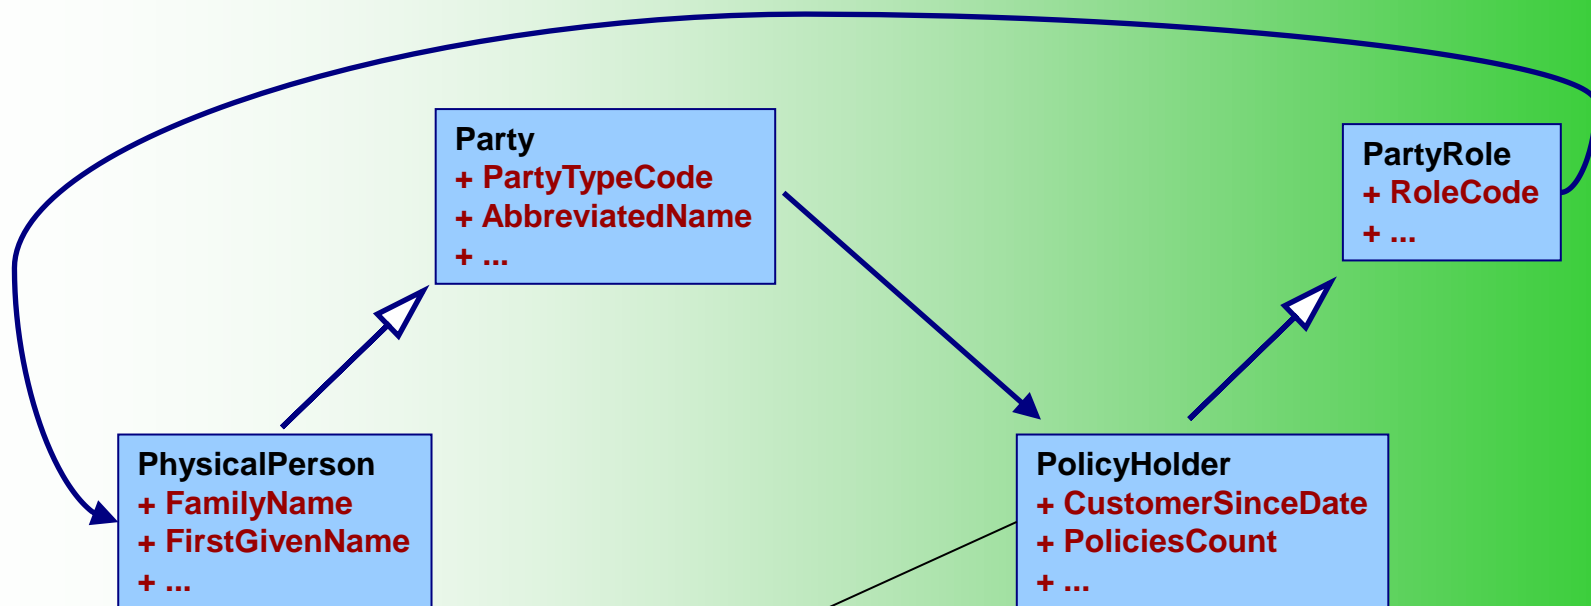 Party
+ PartyTypeCode
+ AbbreviatedName
+ ...
PartyRole
+ RoleCode
+ ...
PhysicalPerson
+ FamilyName
+ FirstGivenName
+ ...
PolicyHolder
+ CustomerSinceDate
+ PoliciesCount
+ ...